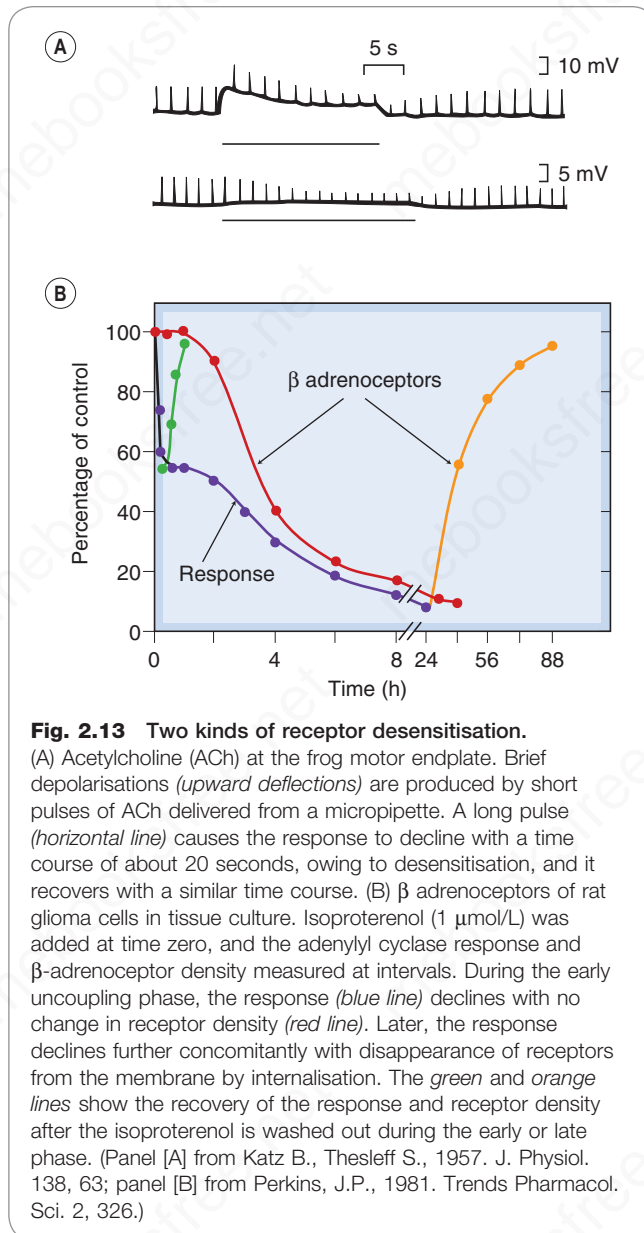 A
5 s
10 mV
5 mV
B
100
80
60
40
20
0
Percentage of control
β adrenoceptors
Response
0 4 8 24 56 88
Time (h)
Fig. 2.13 Two kinds of receptor desensitisation.
(A) Acetylcholine (ACh) at the frog motor endplate. Brief
depolarisations (upward deflections) are produced by short
pulses of ACh delivered from a micropipette. A long pulse
(horizontal line) causes the response to decline with a time
course of about 20 seconds, owing to desensitisation, and it
recovers with a similar time course. (B) β adrenoceptors of rat
glioma cells in tissue culture. Isoproterenol (1 μmol/L) was
added at time zero, and the adenylyl cyclase response and
β-adrenoceptor density measured at intervals. During the early
uncoupling phase, the response (blue line) declines with no
change in receptor density (red line). Later, the response
declines further concomitantly with disappearance of receptors
from the membrane by internalisation. The green and orange
lines show the recovery of the response and receptor density
after the isoproterenol is washed out during the early or late
phase. (Panel [A] from Katz B., Thesleff S., 1957. J. Physiol.
138, 63; panel [B] from Perkins, J.P., 1981. Trends Pharmacol.
Sci. 2, 326.)